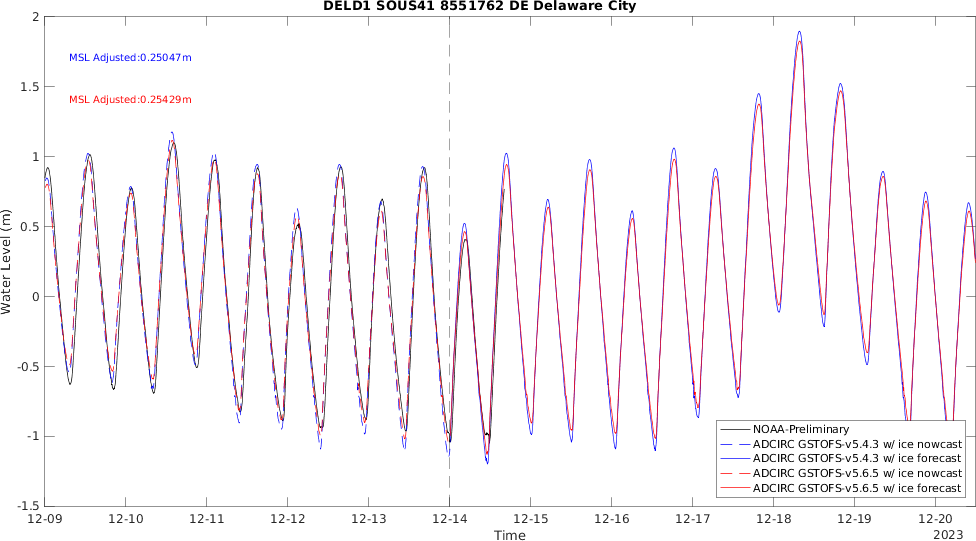 DELD1 SOUS41 8551762 DE Delaware City
MSL Adjusted:0.25047m
MSL Adjusted:0.25429m
Water Level (m)
2
1.5
1
0.5
0
-0.5
-1
-1.5
NOAA-Preliminary
ADCIRC GSTOFS-v5.4.3 w/ ice nowcast
ADCIRC GSTOFS-v5.4.3 w/ ice forecast
ADCIRC GSTOFS-v5.6.5 w/ ice nowcast
ADCIRC GSTOFS-v5.6.5 w/ ice forecast
12-09 12-10 12-11 12-12 12-13 12-14 12-15 12-16 12-17 12-18 12-19 12-20
Time
2023